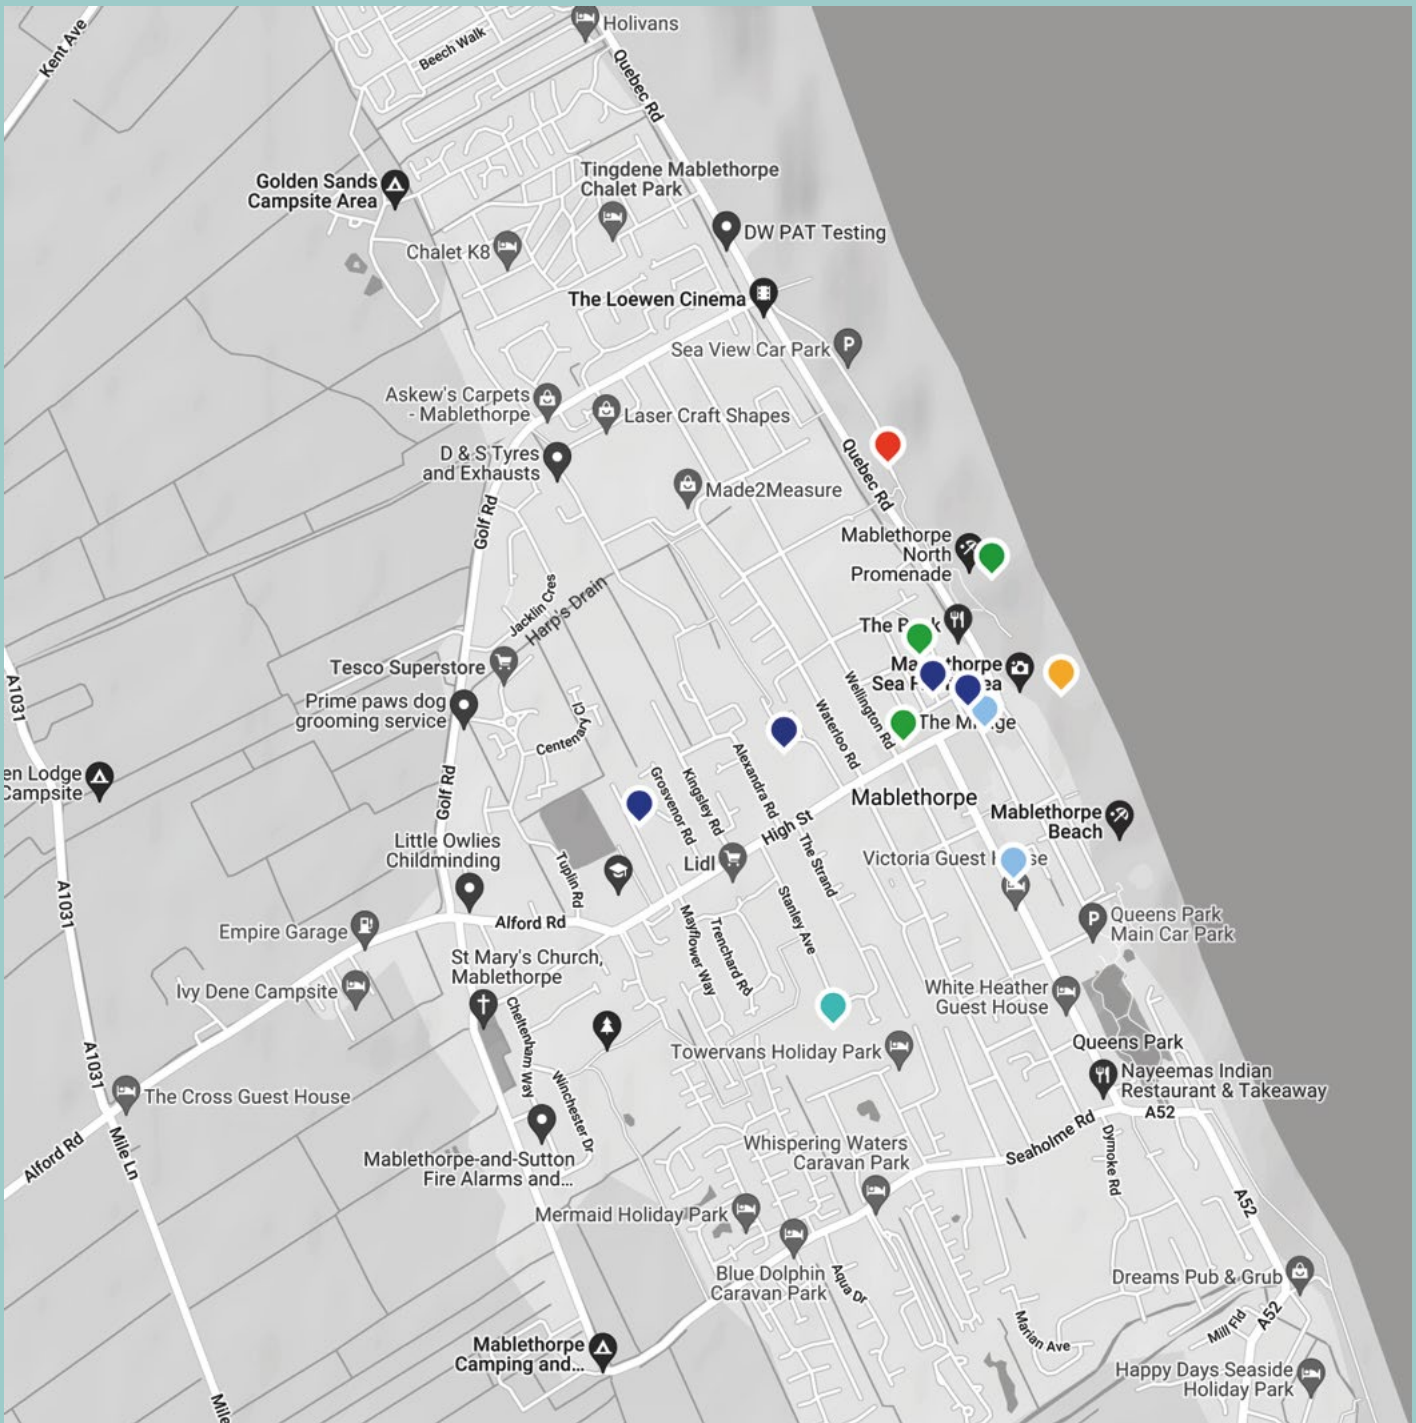 Kent Ave
Beech Walk
Holivans
Quebec Rd
Golden Sands
Campsite Area
Tingdene Mablethorpe
Chalet Park
Chalet K8
DW PAT Testing
The Loewen Cinema
Sea View Car Park
P
Askew's Carpets
- Mablethorpe
Laser Craft Shapes
D & S Tyres
and Exhausts
Made2Measure
Quebec Rd
Golf Rd
Mablethorpe
North
Promenade
Jacklin Cres
Harp's Drain
The
Tesco Superstore
Sea
Prime paws dog
grooming service
Centenary Cl
Wellington Rd
Waterloo Rd
The
A1031
en Lodge
Campsite
Golf Rd
Grosvenor Rd
Kingsley Rd
Alexandra Rd
High St
Mablethorpe
Mablethorpe
Beach
Little Owlies
Childminding
Tuplin Rd
Lidl
The Strand
Victoria Guest
A1031
Empire Garage
Alford Rd
Stanley Ave
Mayflower Way
Trenchard Rd
P
Queens Park
Main Car Park
St Mary's Church,
Mablethorpe
Ivy Dene Campsite
Cheltenham Way
White Heather
Guest House
A1031
Towervans Holiday Park
Queens Park
Winchester Dr
The Cross Guest House
Nayeemas Indian
Restaurant & Takeaway
A52
Alford Rd
Mile Ln
Mablethorpe-and-Sutton
Fire Alarms and...
Whispering Waters
Caravan Park
Seaholme Rd
Dymoke Rd
A52
Mermaid Holiday Park
Blue Dolphin
Caravan Park
Aqua Dr
Dreams Pub & Grub
Mill Fld
A52
Marian Ave
Mablethorpe
Camping and...
Happy Days Seaside
Holiday Park
Mile